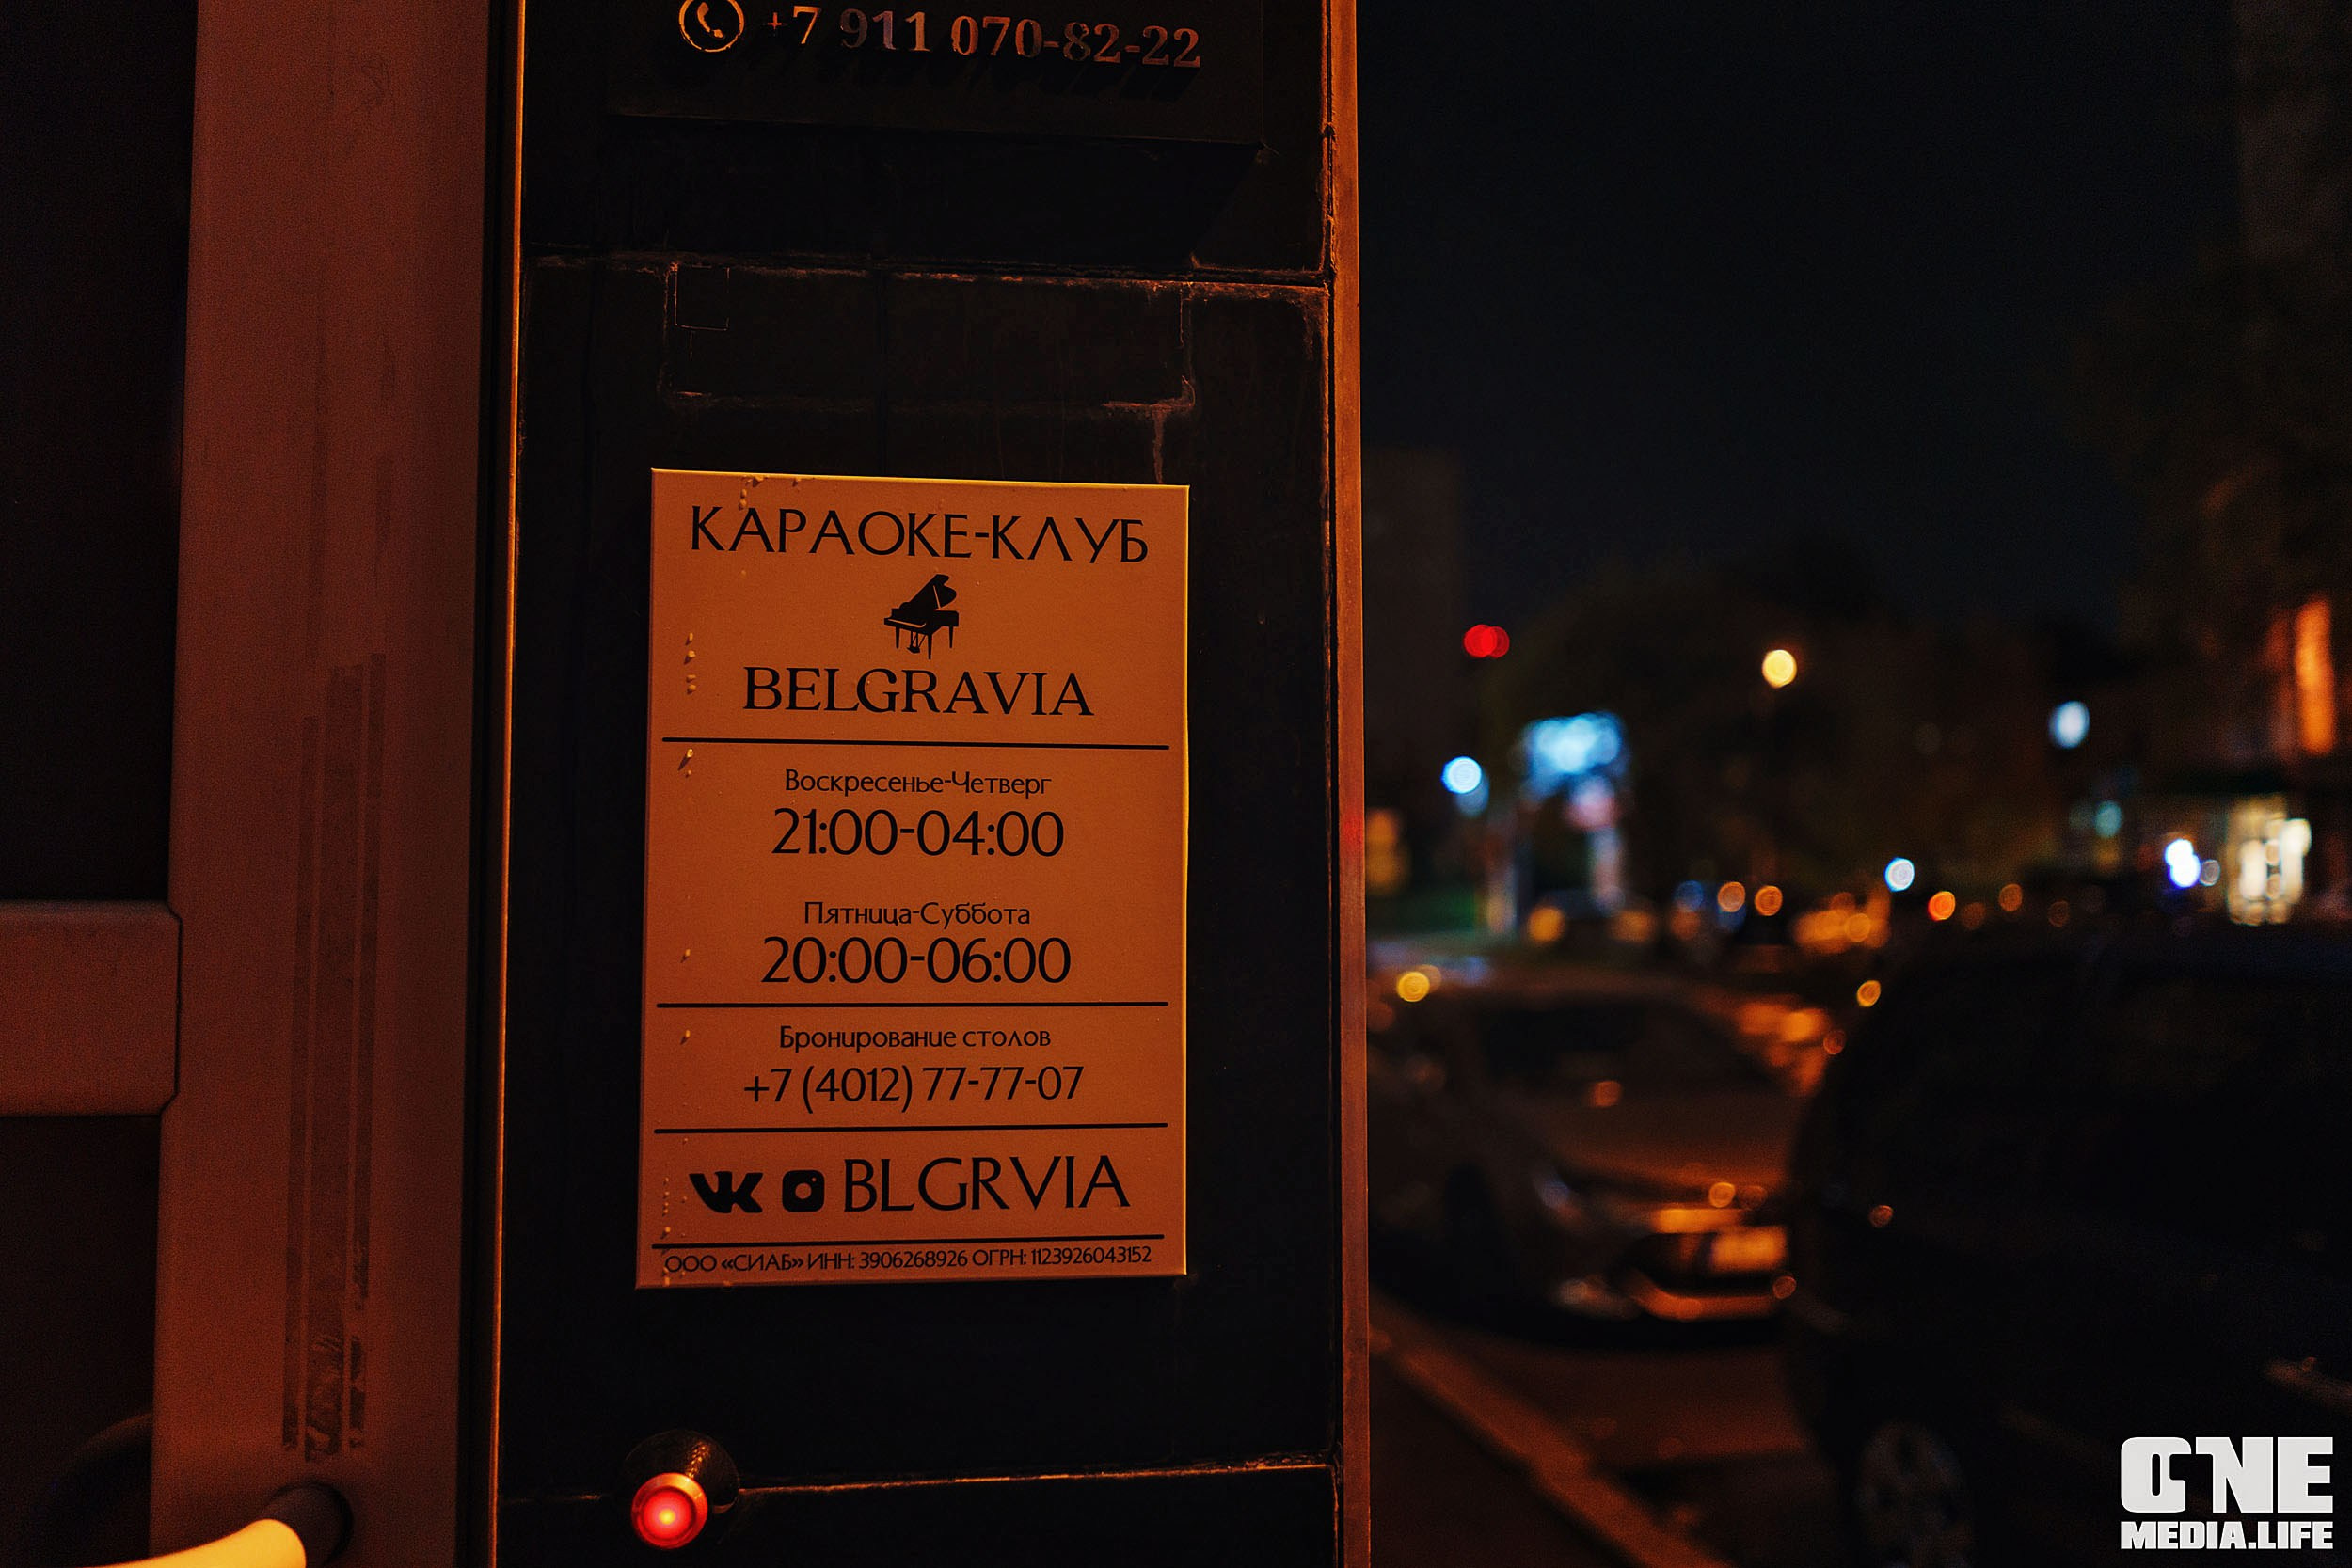 +7 911 070-82-22
КАРАОКЕ-КЛУБ
BELGRAVIA
Воскресенье-Четверг
21:00-04:00
Пятница-Суббота
20:00-06:00
Бронирование столов
+7 (4012) 77-77-07
BLGRVIA
ООО «СИАБ» ИНН: 3906268926 ОГРН: 1123926043152
ONE
MEDIA.LIFE